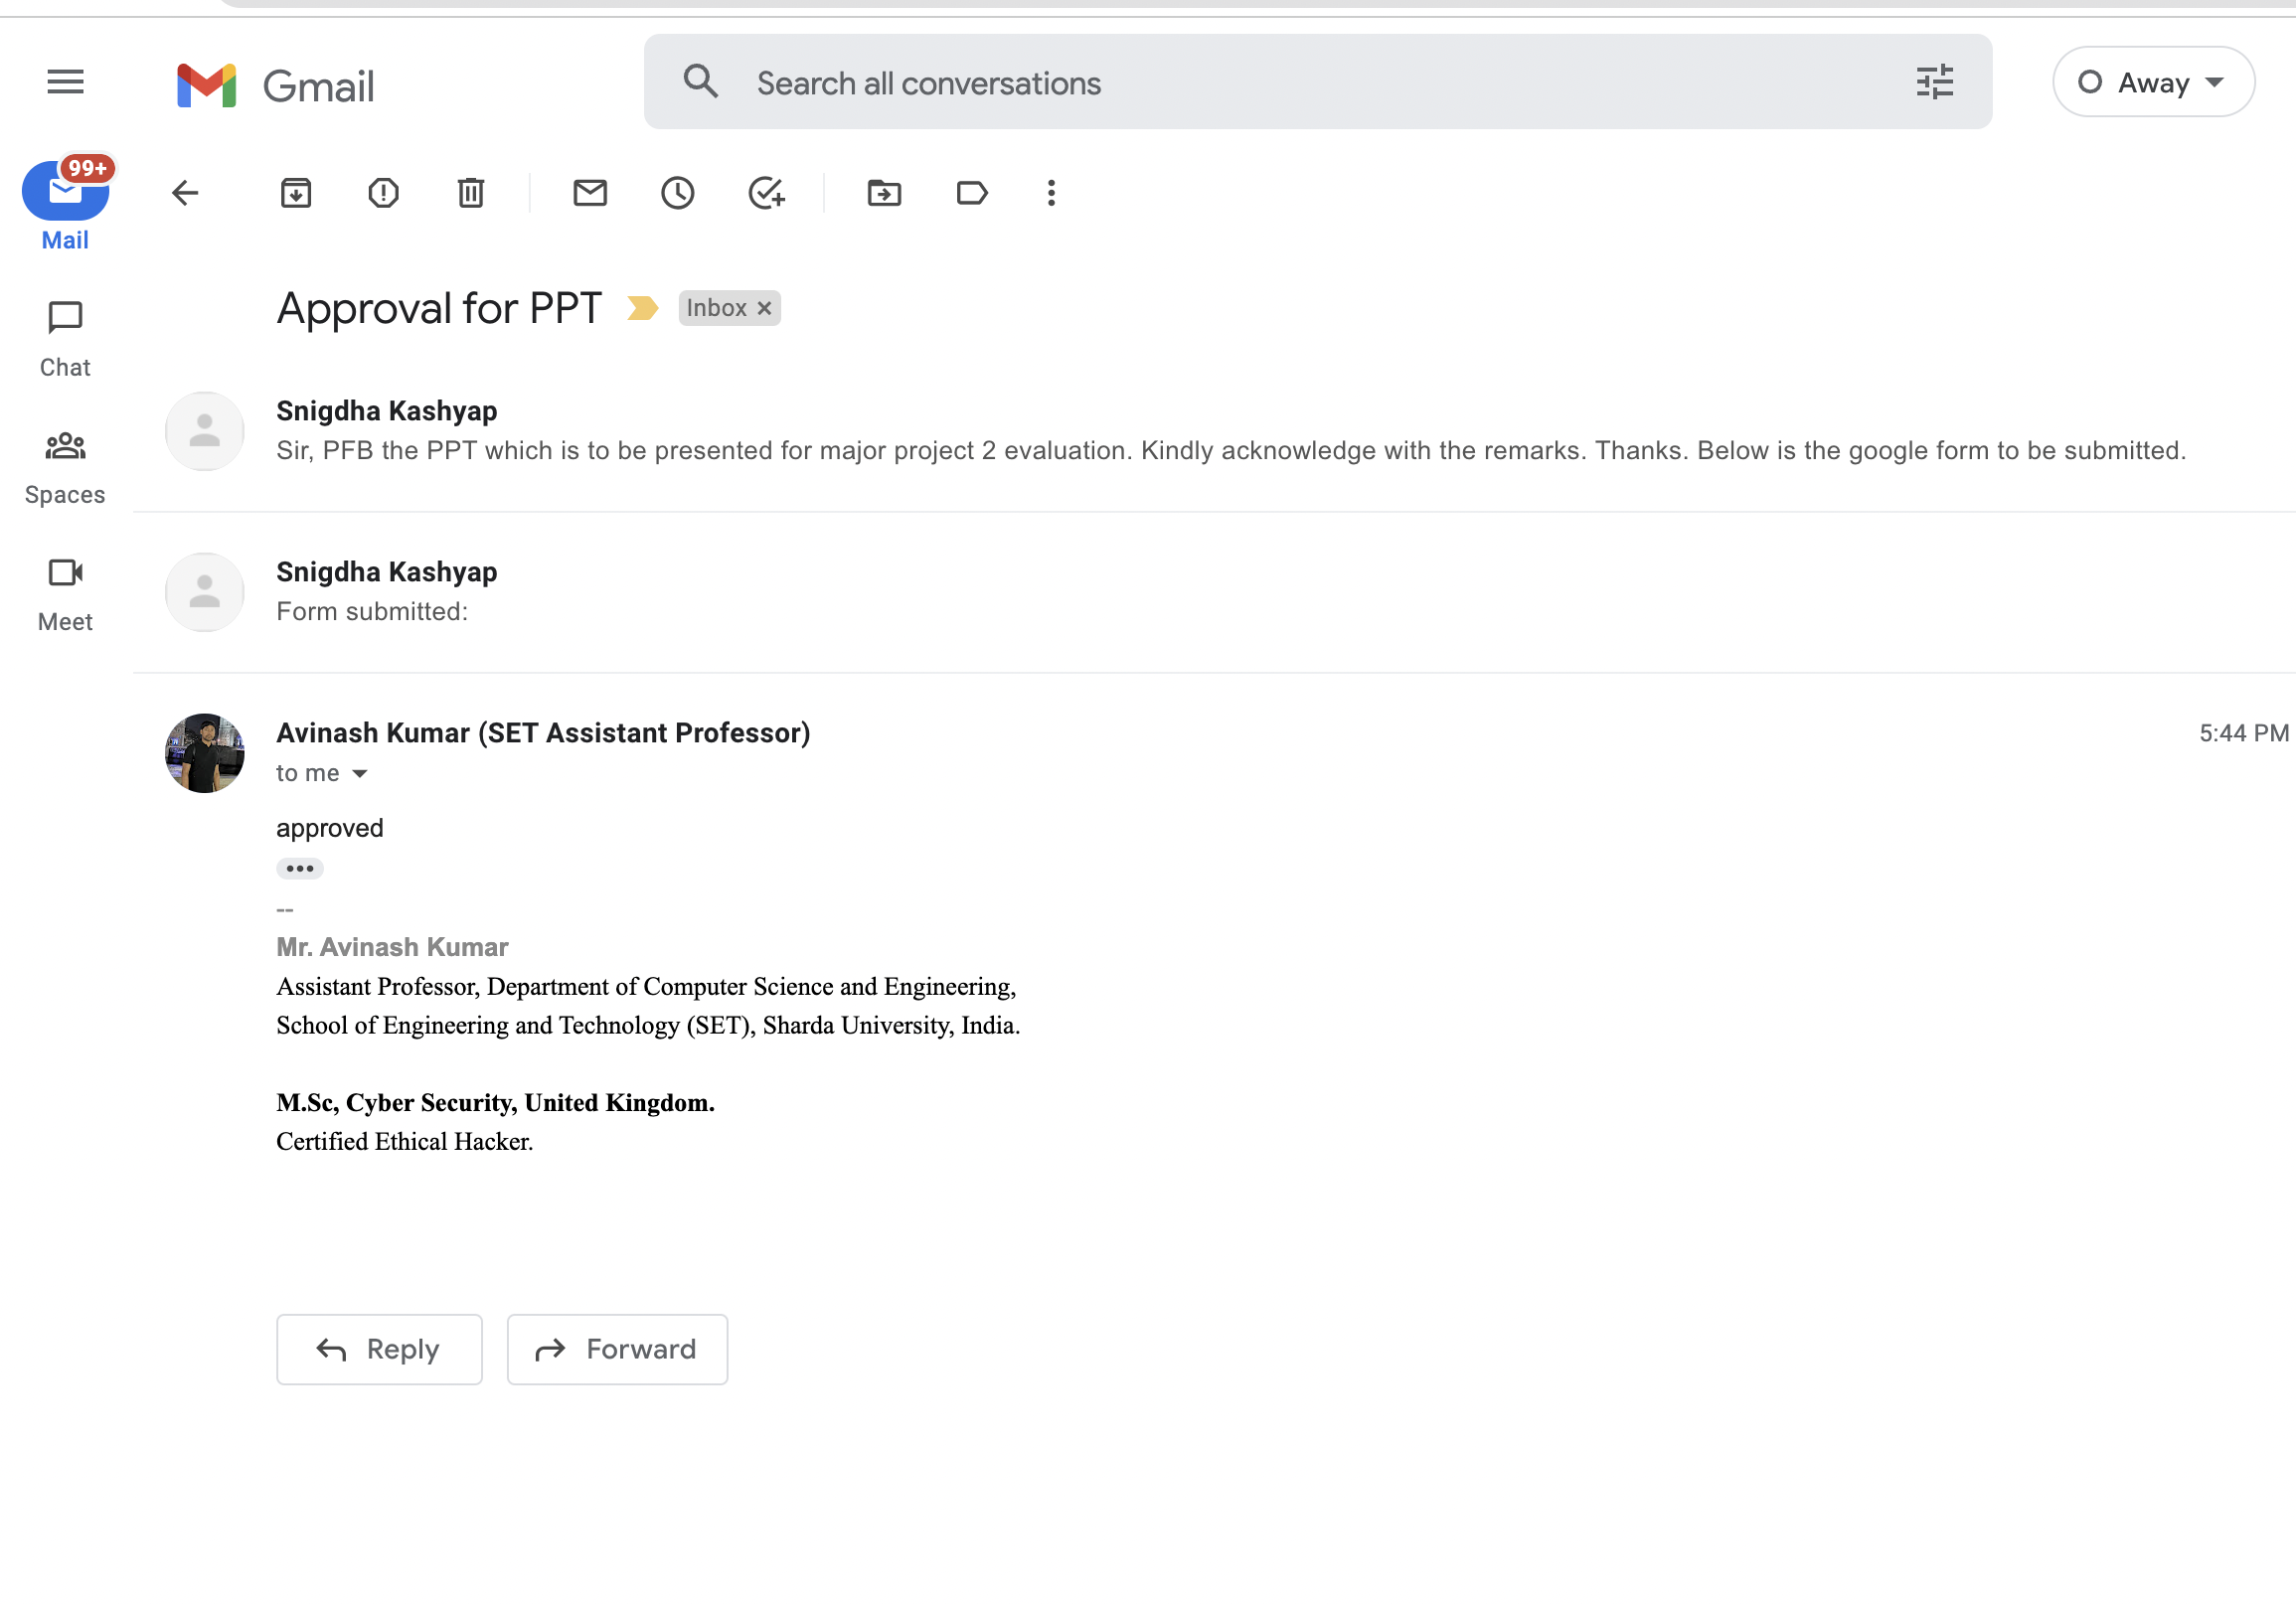 Gmail
Search all conversations
Away
99+
Mail
Chat
Spaces
Meet
Approval for PPT
Inbox ×
Snigdha Kashyap
Sir, PFB the PPT which is to be presented for major project 2 evaluation. Kindly acknowledge with the remarks. Thanks. Below is the google form to be submitted.
Snigdha Kashyap
Form submitted:
Avinash Kumar (SET Assistant Professor)
5:44 PM
to me
approved
•••
--
Mr. Avinash Kumar
Assistant Professor, Department of Computer Science and Engineering,
School of Engineering and Technology (SET), Sharda University, India.
M.Sc, Cyber Security, United Kingdom.
Certified Ethical Hacker.
Reply
Forward